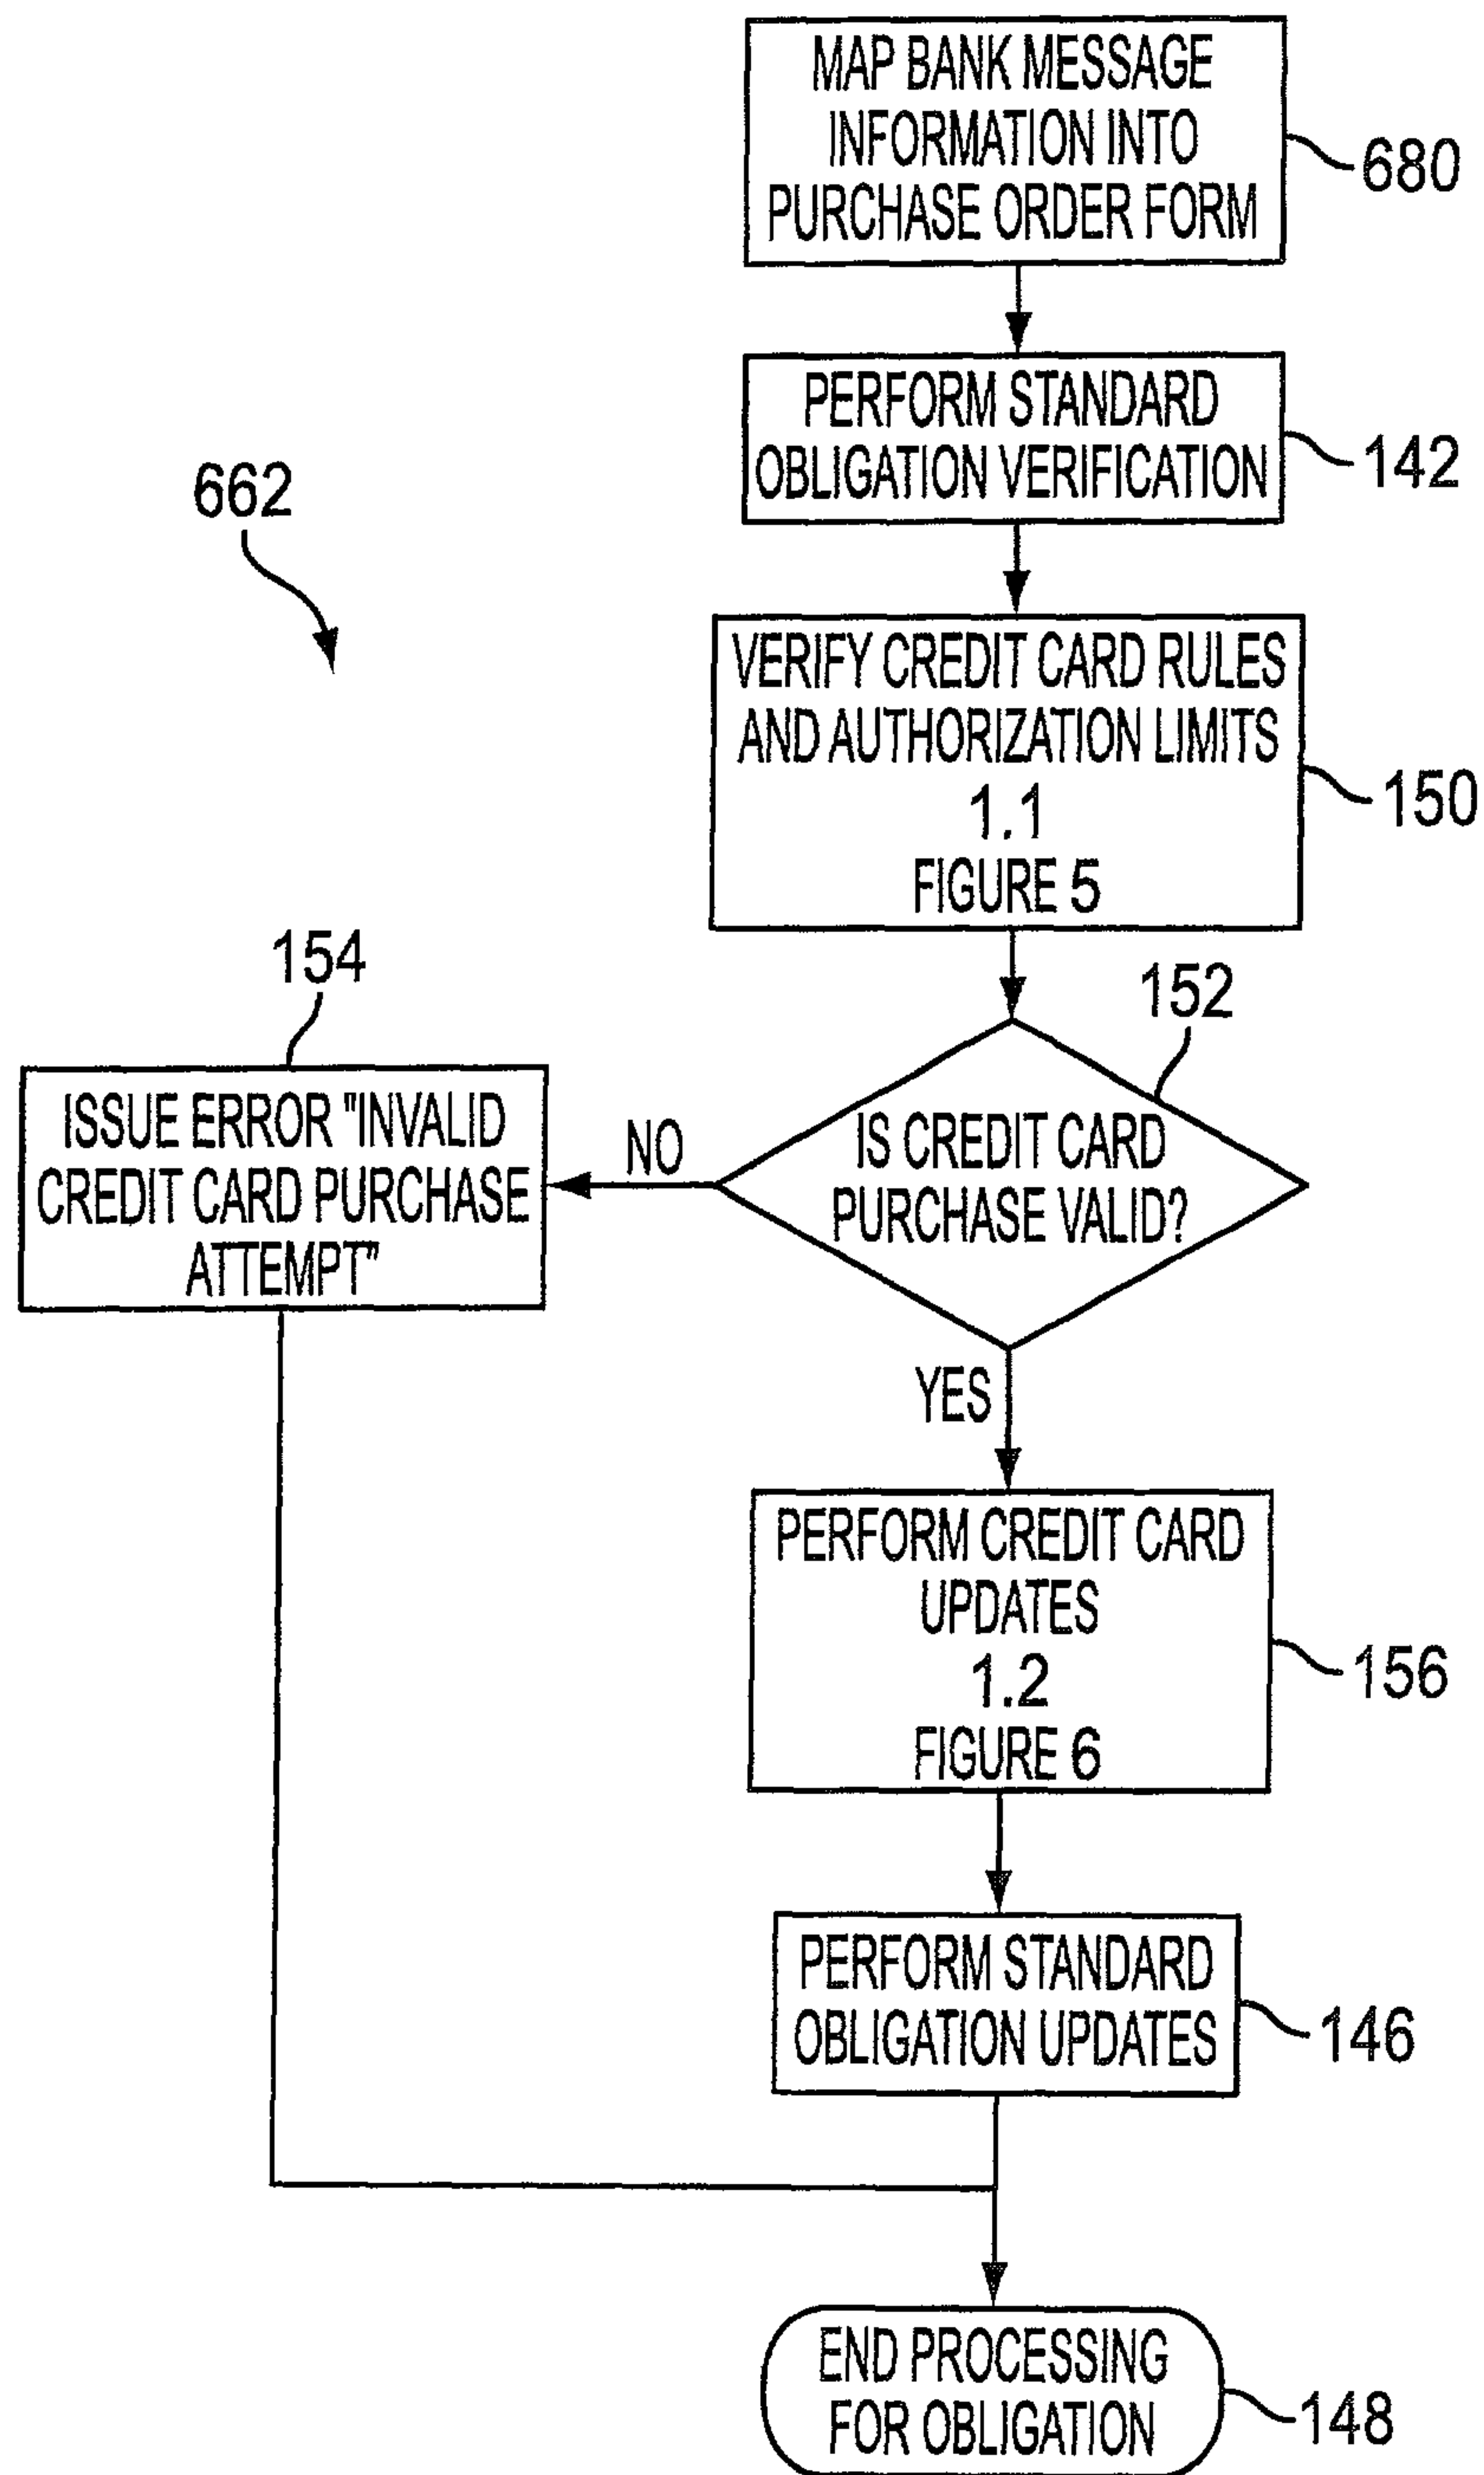 MAP BANK MESSAGE
INFORMATION INTO
PURCHASE ORDER FORM
680
PERFORM STANDARD
OBLIGATION VERIFICATION
142
662
VERIFY CREDIT CARD RULES
AND AUTHORIZATION LIMITS
1.1
FIGURE 5
150
154
152
ISSUE ERROR "INVALID
CREDIT CARD PURCHASE
ATTEMPT"
NO
IS CREDIT CARD
PURCHASE VALID?
YES
PERFORM CREDIT CARD
UPDATES
1.2
FIGURE 6
156
PERFORM STANDARD
OBLIGATION UPDATES
146
END PROCESSING
FOR OBLIGATION
148